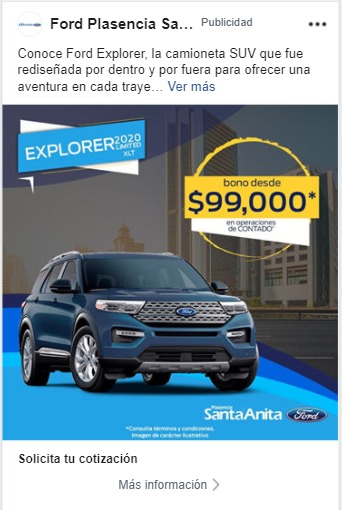 Ford Plasencia Sa... Publicidad
Conoce Ford Explorer, la camioneta SUV que fue
rediseñada por dentro y por fuera para ofrecer una
aventura en cada traye... Ver más
EXPLORER 2020
LIMITED
XLT
bono desde
$99,000*
en operaciones
de CONTADO*
Ford
Plasencia
SantaAnita Ford
*Consulta términos y condiciones.
Imagen de carácter ilustrativo
Solicita tu cotización
Más información